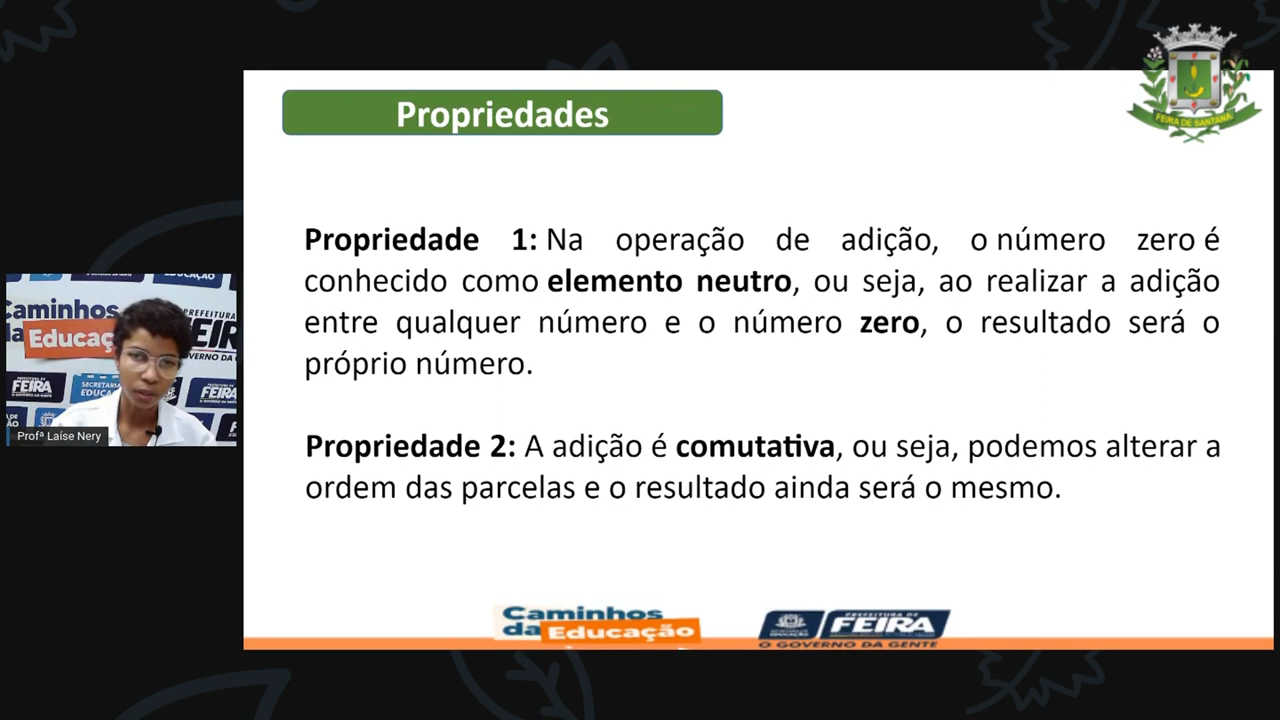 Propriedades
FEIRA DE SANTANA
Propriedade 1: Na operação de adição, o número zero é
conhecido como elemento neutro, ou seja, ao realizar a adição
entre qualquer número e o número zero, o resultado será o
próprio número.
Propriedade 2: A adição é comutativa, ou seja, podemos alterar a
ordem das parcelas e o resultado ainda será o mesmo.
Caminhos
da Educação
PREFEITURA DE
FEIRA
O GOVERNO DA GENTE
Profª Laíse Nery